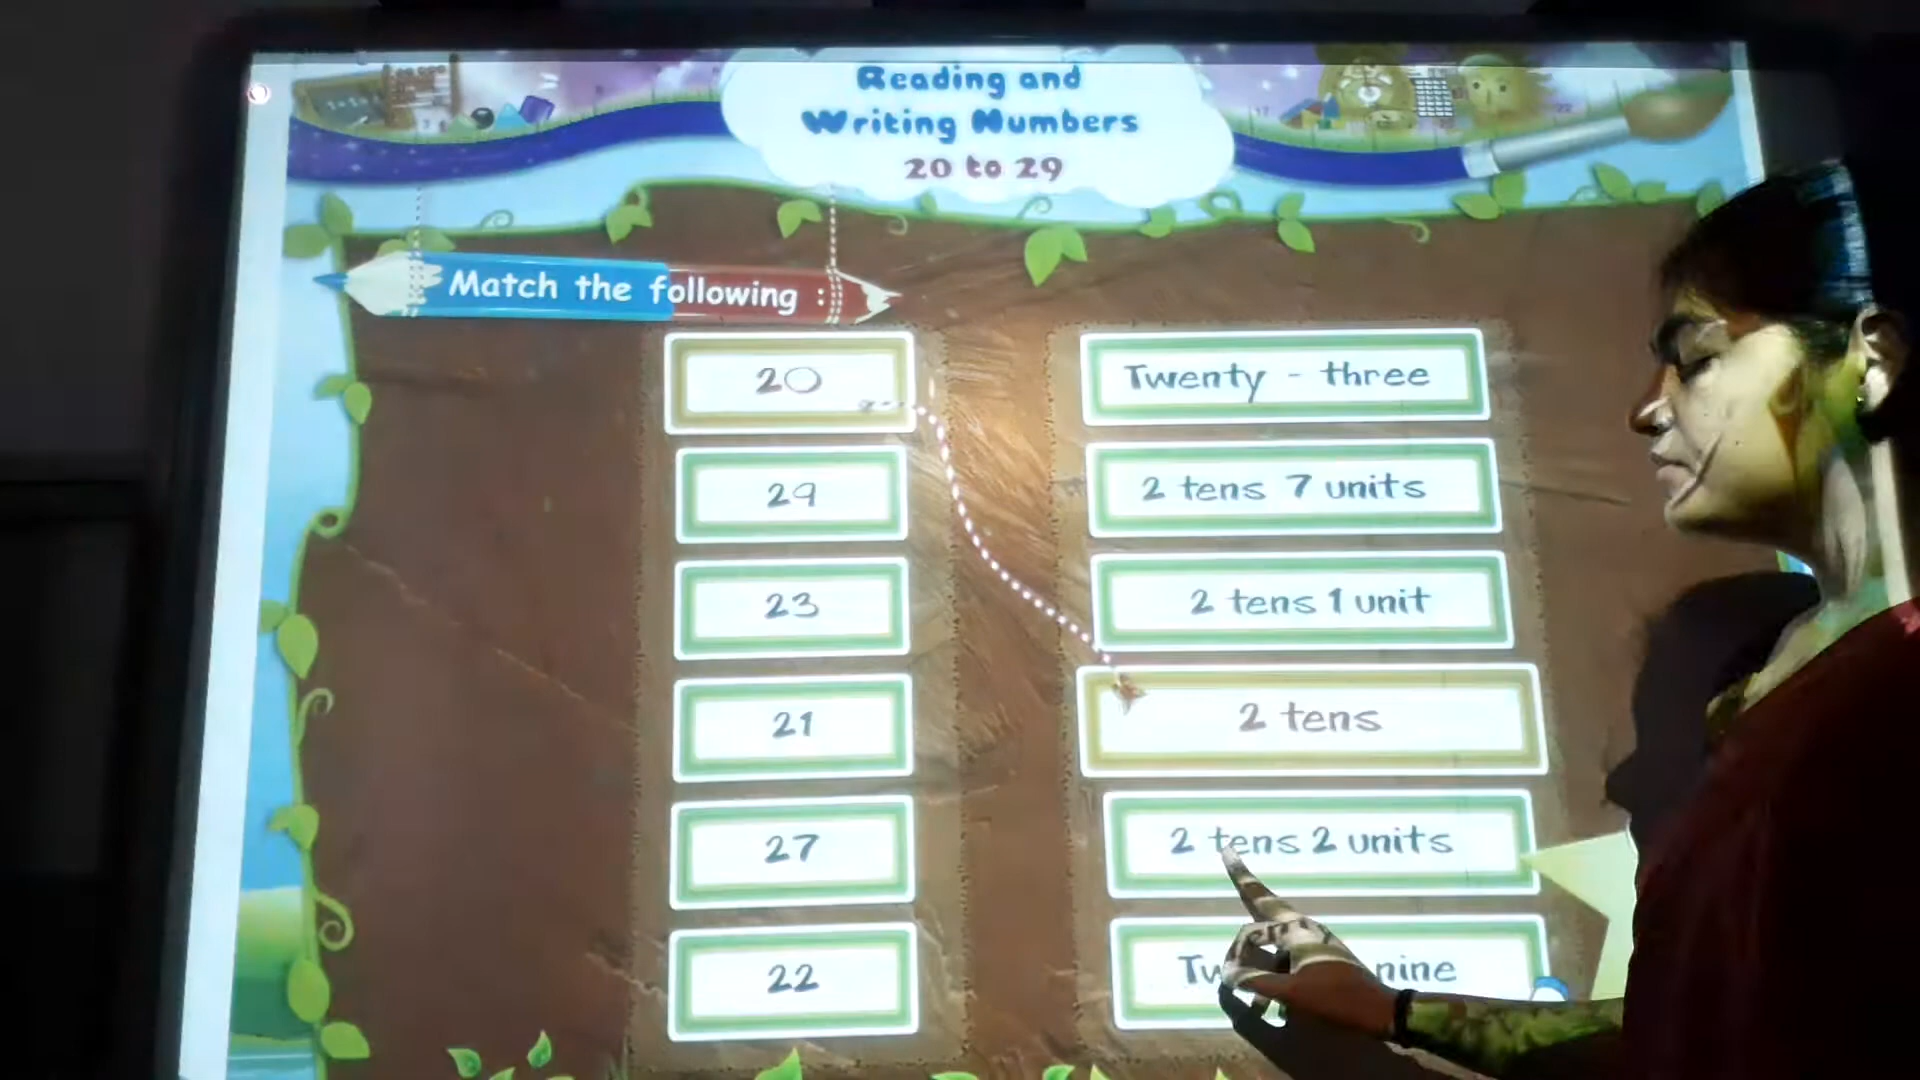 Reading and
Writing Numbers
20 to 29
Match the following :
20
Twenty - three
29
2 tens 7 units
23
2 tens 1 unit
21
2 tens
27
2 tens 2 units
22
nine